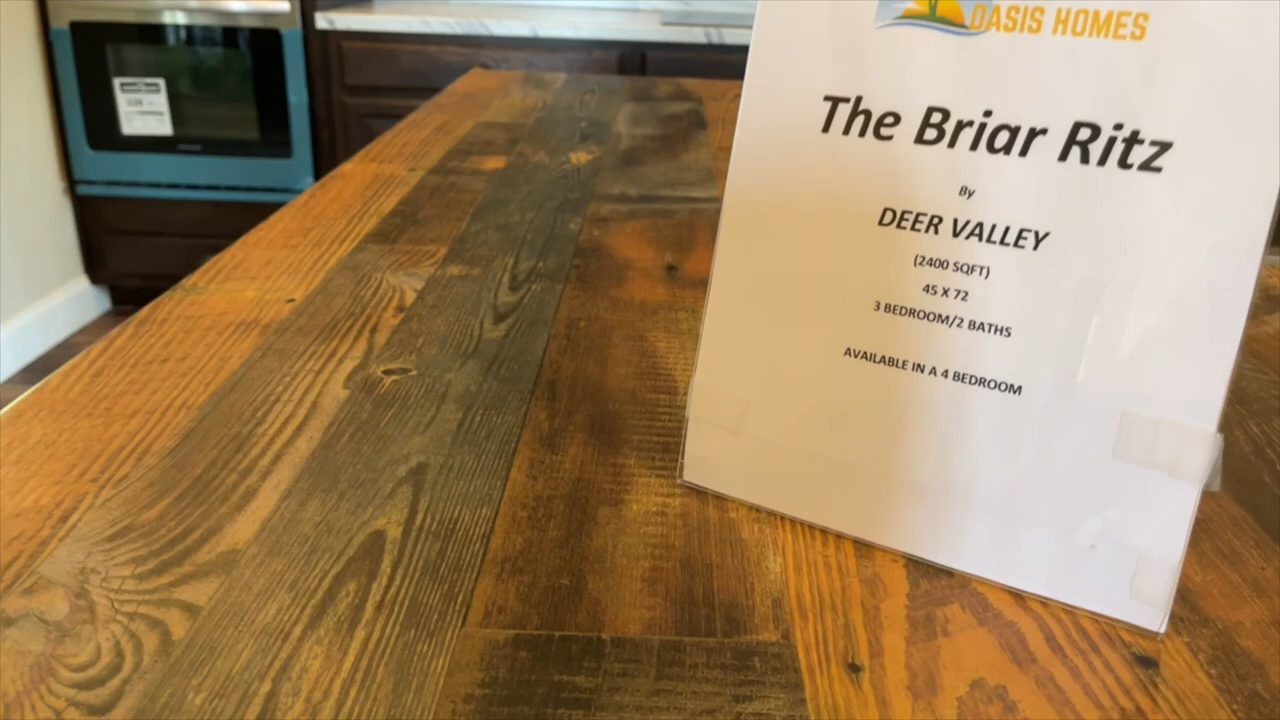 OASIS HOMES
The Briar Ritz
By
DEER VALLEY
(2400 SQFT)
45 X 72
3 BEDROOM/2 BATHS
AVAILABLE IN A 4 BEDROOM